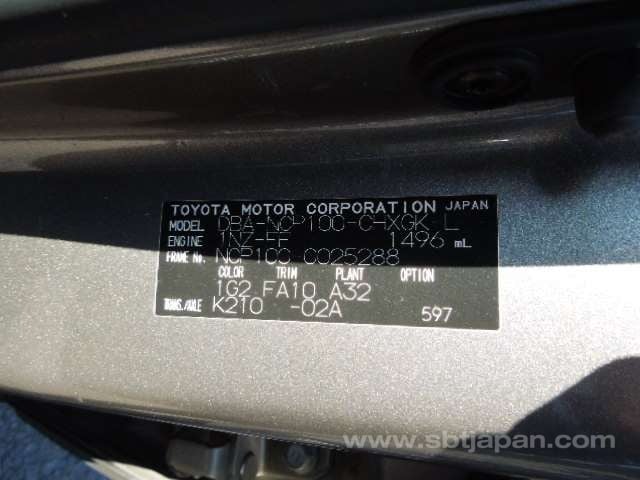 TOYOTA MOTOR CORPORATION JAPAN
MODEL DBA-NCP100-CHXGK L
ENGINE 1NZ-FE 1496 mL
FRAME No. NCP100-0025288
COLOR TRIM PLANT OPTION
1G2 FA10 A32
TRANS./AXLE K210 -02A 597
www.sbtjapan.com